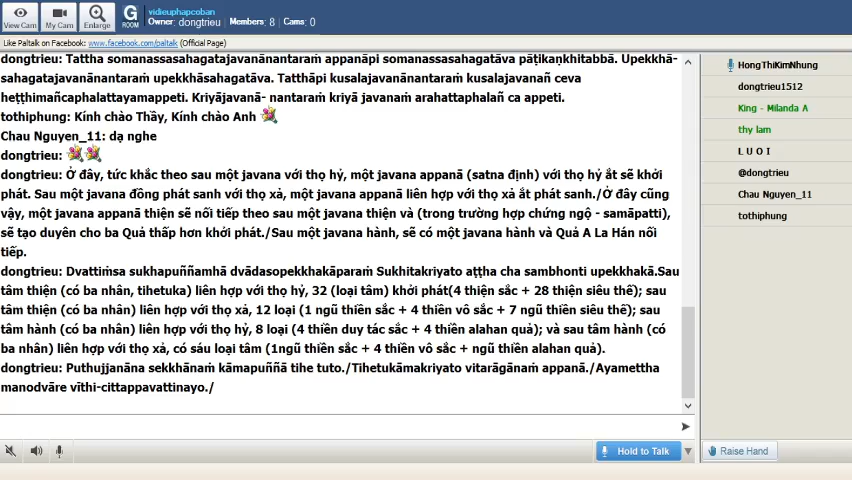 vidieuphapcoban
Owner: dongtrieu Members: 8 Cams: 0
View Cam My Cam Enlarge G ROOM
Like Paltalk on Facebook: www.facebook.com/paltalk (Official Page)
dongtrieu: Tattha somanassasahagatajavanānantaraṁ appanāpi somanassasahagatāva pāṭikaṇkhitabbā. Upekkhā-
sahagatajavanānantaraṁ upekkhāsahagatāva. Tatthāpi kusalajavanānantaraṁ kusalajavanañ ceva
heṭṭhimañcaphalattayamappeti. Kriyājavanā- nantaraṁ kriyā javanaṁ arahattaphalañ ca appeti.
tothiphung: Kính chào Thầy, Kính chào Anh
Chau Nguyen_11: dạ nghe
dongtrieu:
dongtrieu: Ở đây, tức khắc theo sau một javana với thọ hỷ, một javana appanā (satna định) với thọ hỷ ắt sẽ khởi
phát. Sau một javana đồng phát sanh với thọ xả, một javana appanā liên hợp với thọ xả ắt phát sanh./Ở đây cũng
vậy, một javana appanā thiện sẽ nối tiếp theo sau một javana thiện và (trong trường hợp chứng ngộ - samāpatti),
sẽ tạo duyên cho ba Quả thấp hơn khởi phát./Sau một javana hành, sẽ có một javana hành và Quả A La Hán nối
tiếp.
dongtrieu: Dvattiṁsa sukhapuññamhā dvādasopekkhakāparaṁ Sukhitakriyato aṭṭha cha sambhonti upekkhakā.Sau
tâm thiện (có ba nhân, tihetuka) liên hợp với thọ hỷ, 32 (loại tâm) khởi phát(4 thiện sắc + 28 thiện siêu thế); sau
tâm thiện (có ba nhân) liên hợp với thọ xả, 12 loại (1 ngũ thiền sắc + 4 thiền vô sắc + 7 ngũ thiền siêu thế); sau
tâm hành (có ba nhân) liên hợp với thọ hỷ, 8 loại (4 thiền duy tác sắc + 4 thiền alahan quả); và sau tâm hành (có
ba nhân) liên hợp với thọ xả, có sáu loại tâm (1ngũ thiền sắc + 4 thiền vô sắc + ngũ thiền alahan quả).
dongtrieu: Puthujjanāna sekkhānaṁ kāmapuññā tihe tuto./Tihetukāmakriyato vitarāgānaṁ appanā./Ayamettha
manodvāre vīthi-cittappavattinayo./
Hold to Talk
HongThiKimNhung
dongtrieu1512
King - Milanda A
thy lam
L U O I
@dongtrieu
Chau Nguyen_11
tothiphung
Raise Hand